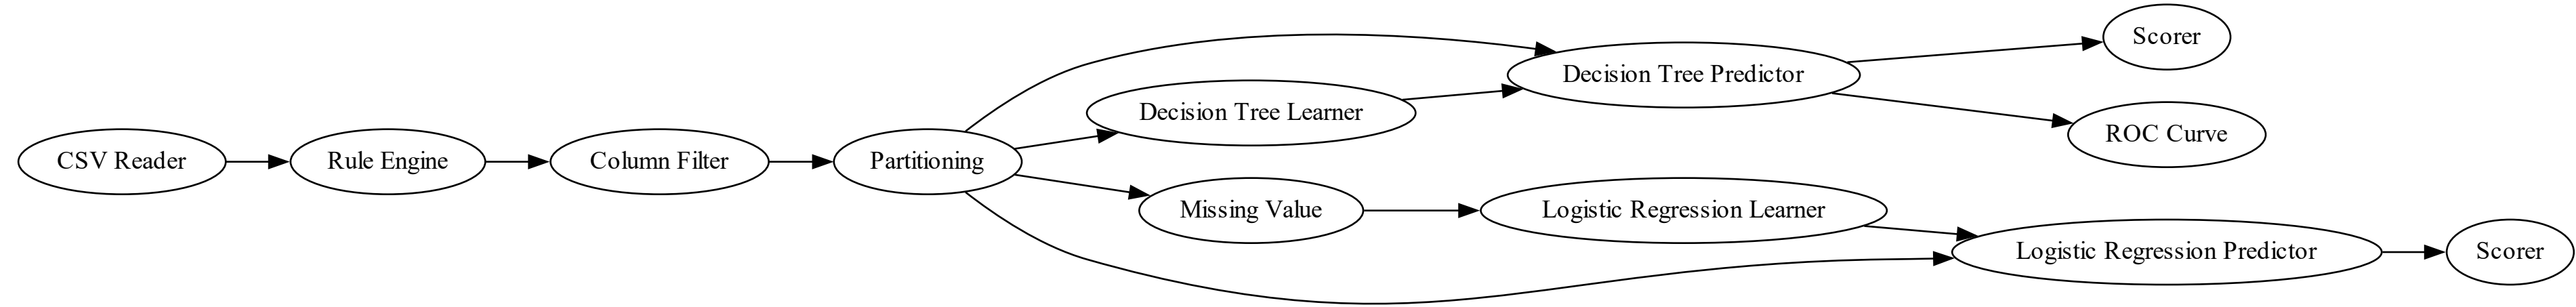 CSV Reader
Rule Engine
Column Filter
Partitioning
Decision Tree Learner
Missing Value
Decision Tree Predictor
Logistic Regression Learner
Scorer
ROC Curve
Logistic Regression Predictor
Scorer